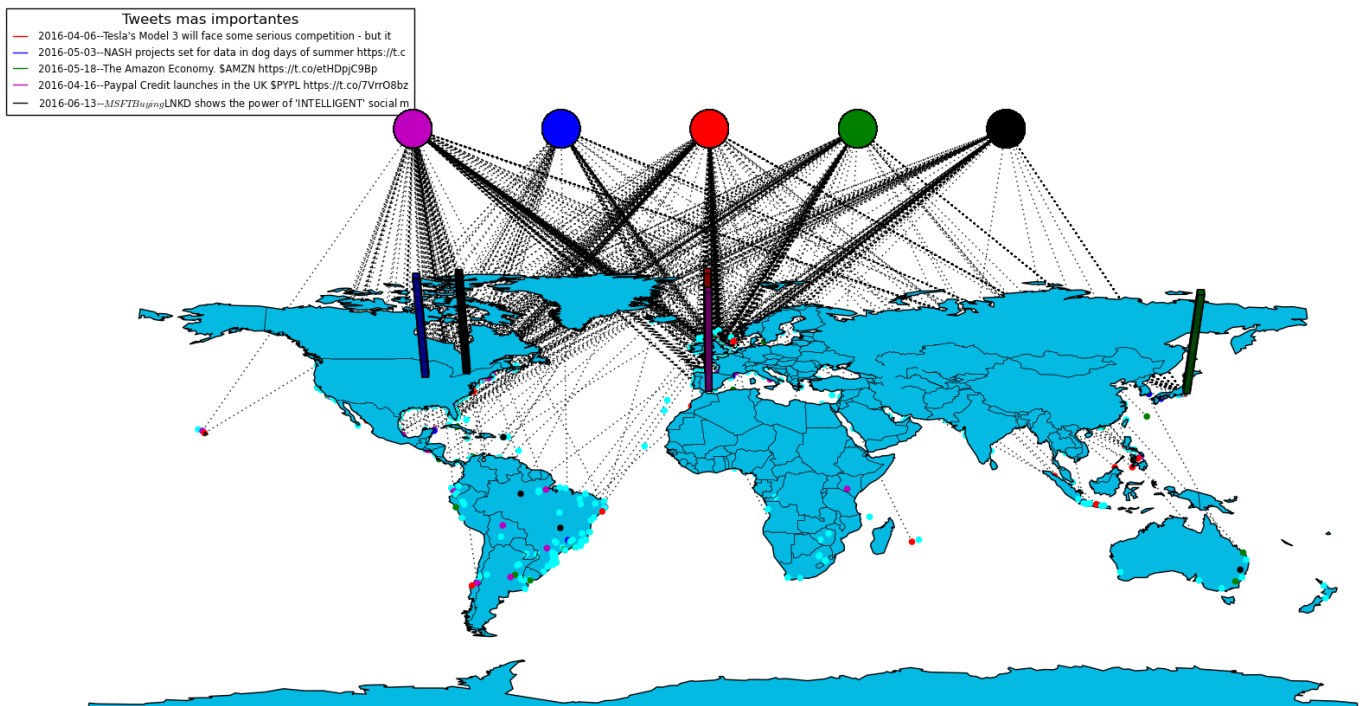 Tweets mas importantes
2016-04-06--Tesla's Model 3 will face some serious competition - but it
2016-05-03--NASH projects set for data in dog days of summer https://t.c
2016-05-18--The Amazon Economy. $AMZN https://t.co/etHDpjC9Bp
2016-04-16--Paypal Credit launches in the UK $PYPL https://t.co/7VrrO8bz
2016-06-13--MSFTBuyingLNKD shows the power of 'INTELLIGENT' social m